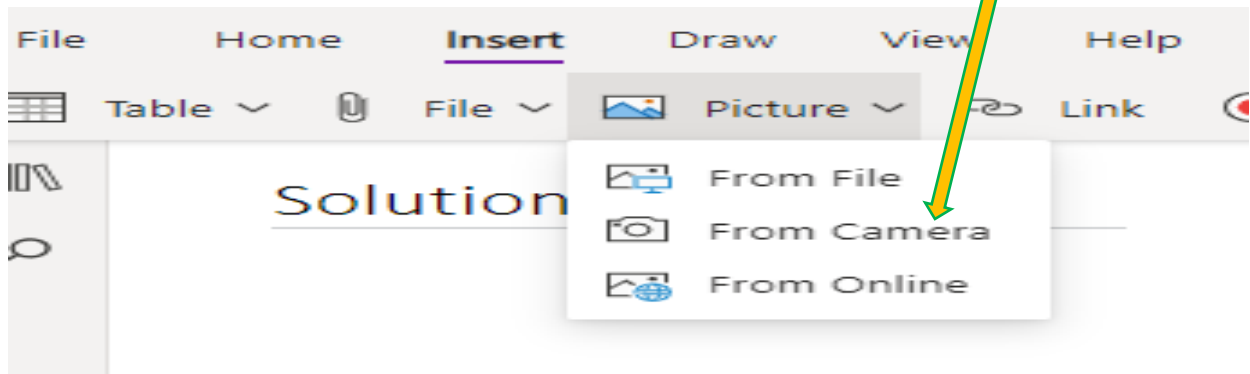 File Home Insert Draw View Help
Table File Picture Link
Solution
From File
From Camera
From Online